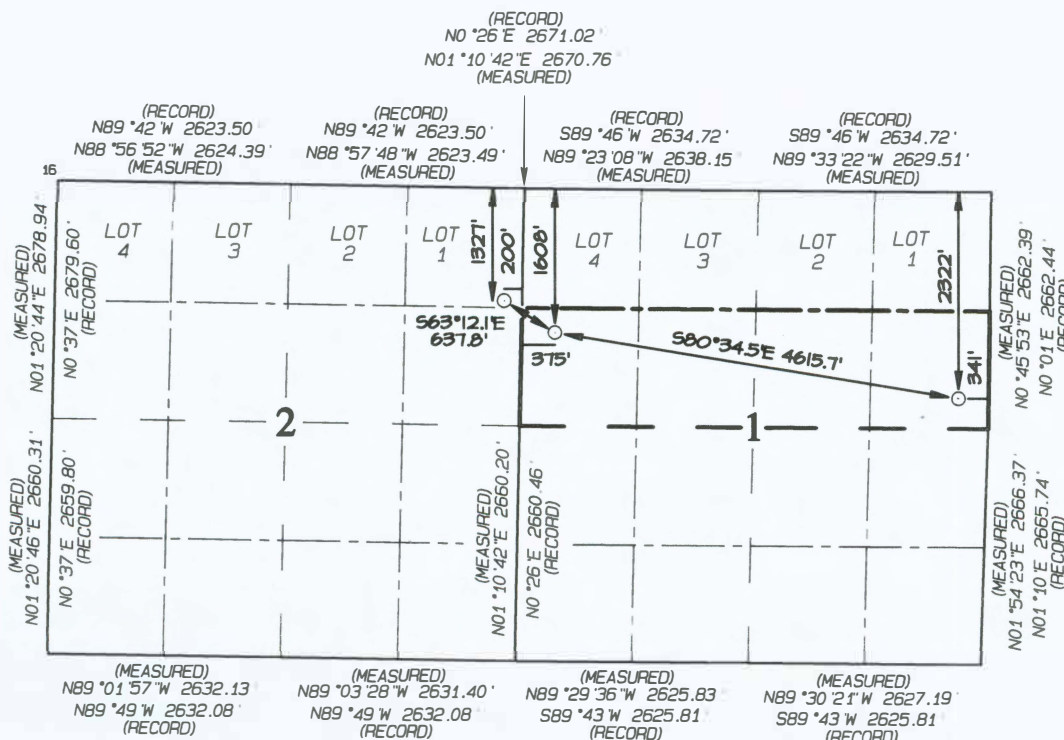 (RECORD)
N0 °26'E 2671.02'
N01 °10'42"E 2670.76
(MEASURED)
(RECORD)
N89 °42'W 2623.50'
N88 °56'52"W 2624.39'
(MEASURED)
(RECORD)
N89 °42'W 2623.50'
N88 °57'48"W 2623.49'
(MEASURED)
(RECORD)
S89 °46'W 2634.72'
N89 °23'08"W 2638.15
(MEASURED)
(RECORD)
S89 °46'W 2634.72'
N89 °33'22"W 2629.51'
(MEASURED)
16
LOT
4
LOT
3
LOT
2
LOT
1
1327'
200'
1608'
LOT
4
LOT
3
LOT
2
LOT
1
2322'
341'
(MEASURED)
N01 °20'44"E 2678.94'
N0 °37'E 2679.60'
(RECORD)
(MEASURED)
N0 °45'53"E 2662.39
N0 °01'E 2662.44'
(RECORD)
S63°12.1'E
637.8'
375'
S80°34.5'E 4615.7'
2
1
(MEASURED)
N01 °20'46"E 2660.31'
N0 °37'E 2659.80'
(RECORD)
(MEASURED)
N01 °10'42"E 2660.20'
N0 °26'E 2660.46'
(RECORD)
(MEASURED)
N01 °54'23"E 2666.37'
N01 °10'E 2665.74'
(RECORD)
(MEASURED)
N89 °01'57"W 2632.13'
N89 °49'W 2632.08'
(RECORD)
(MEASURED)
N89 °03'28"W 2631.40'
N89 °49'W 2632.08
(RECORD)
(MEASURED)
N89 °29'36"W 2625.83
S89 °43'W 2625.81
(RECORD)
(MEASURED)
N89 °30'21"W 2627.19'
S89 °43'W 2625.81
(RECORD)